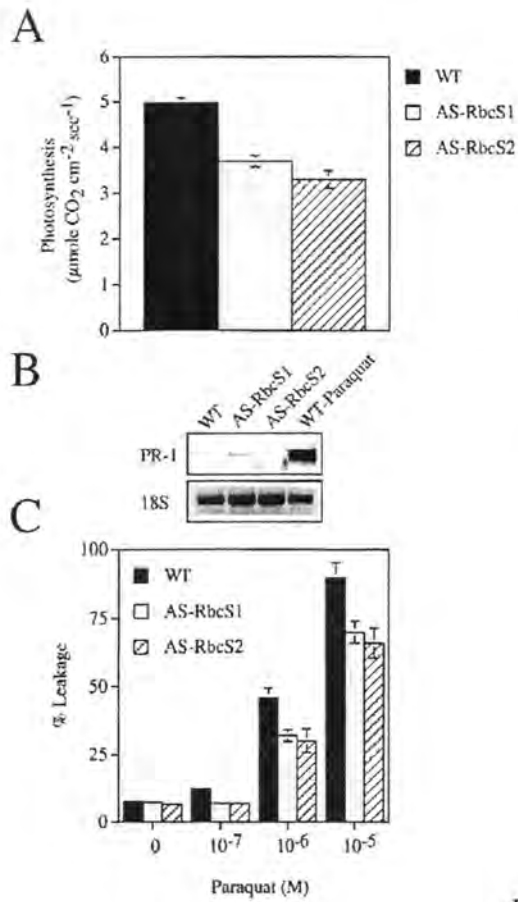 A
Photosynthesis
(μmole CO2 cm-2 sec-1)
6
5
4
3
2
1
0
WT
AS-RbcS1
AS-RbcS2
B
WT
AS-RbcS1
AS-RbcS2
WT-Paraquat
PR-1
18S
C
% Leakage
100
75
50
25
0
WT
AS-RbcS1
AS-RbcS2
0
10-7
10-6
10-5
Paraquat (M)